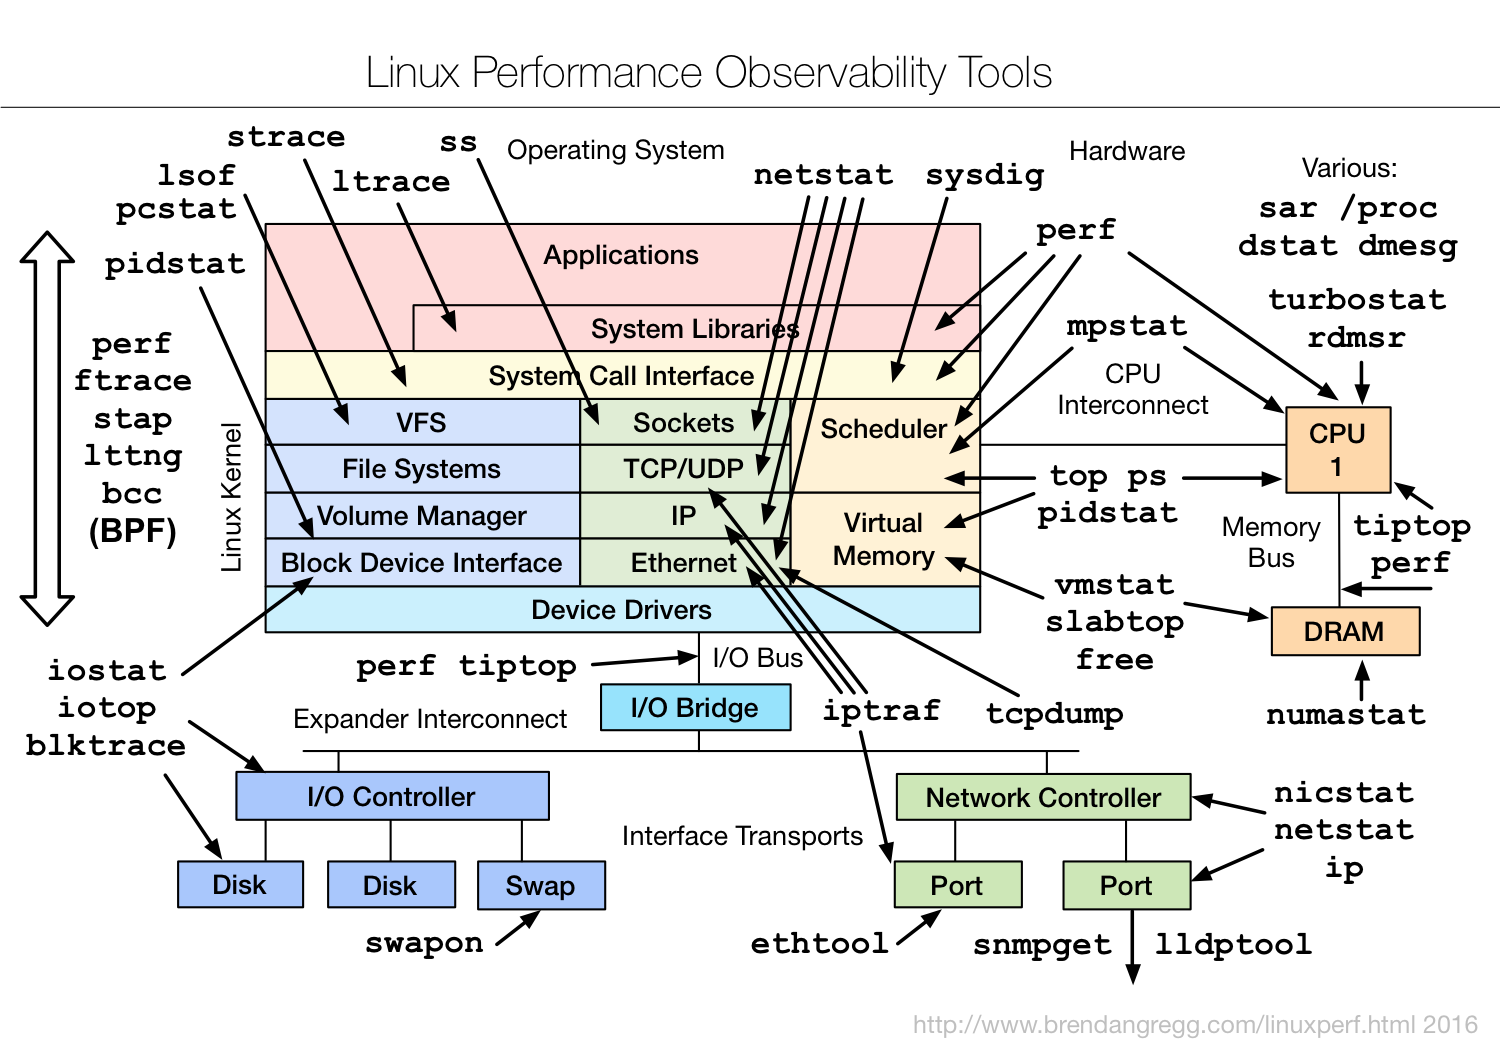 Linux Performance Observability Tools
strace
ss
Operating System
Hardware
Various:
lsof
ltrace
netstat
sysdig
sar /proc
pcstat
perf
dstat dmesg
pidstat
Applications
turbostat
rdmsr
mpstat
System Libraries
perf
ftrace
stap
lttng
bcc
(BPF)
System Call Interface
CPU
Interconnect
Linux Kernel
VFS
Sockets
Scheduler
CPU
1
File Systems
TCP/UDP
top ps
pidstat
Volume Manager
IP
Virtual
Memory
Memory
Bus
tiptop
perf
Block Device Interface
Ethernet
vmstat
slabtop
free
Device Drivers
DRAM
iostat
iotop
blktrace
perf tiptop
I/O Bus
I/O Bridge
iptraf
tcpdump
numastat
Expander Interconnect
I/O Controller
Network Controller
nicstat
netstat
ip
Interface Transports
Disk
Disk
Swap
Port
Port
swapon
ethtool
snmpget
lldptool
http://www.brendangregg.com/linuxperf.html 2016